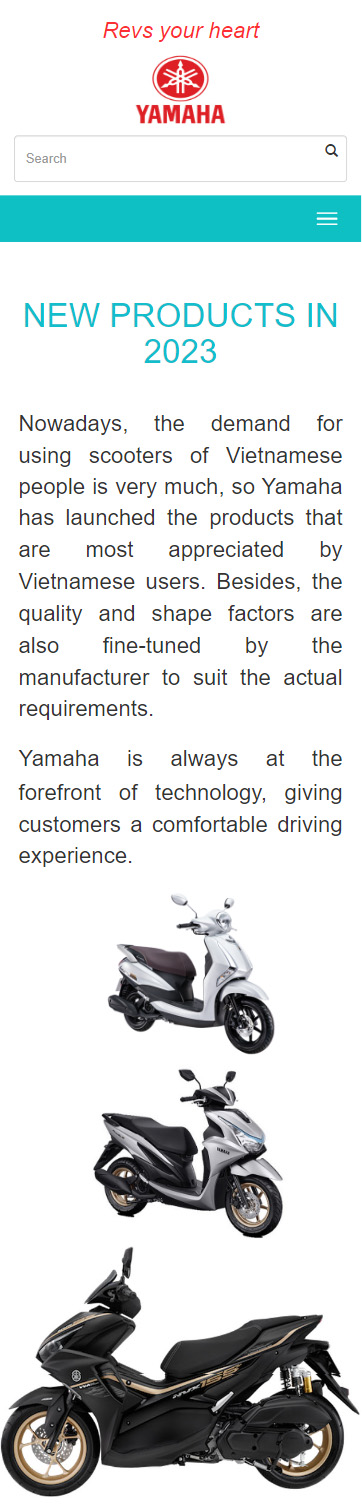 Revs your heart
YAMAHA
Search
NEW PRODUCTS IN
2023
Nowadays, the demand for
using scooters of Vietnamese
people is very much, so Yamaha
has launched the products that
are most appreciated by
Vietnamese users. Besides, the
quality and shape factors are
also fine-tuned by the
manufacturer to suit the actual
requirements.
Yamaha is always at the
forefront of technology, giving
customers a comfortable driving
experience.
YAMAHA
NVX 155